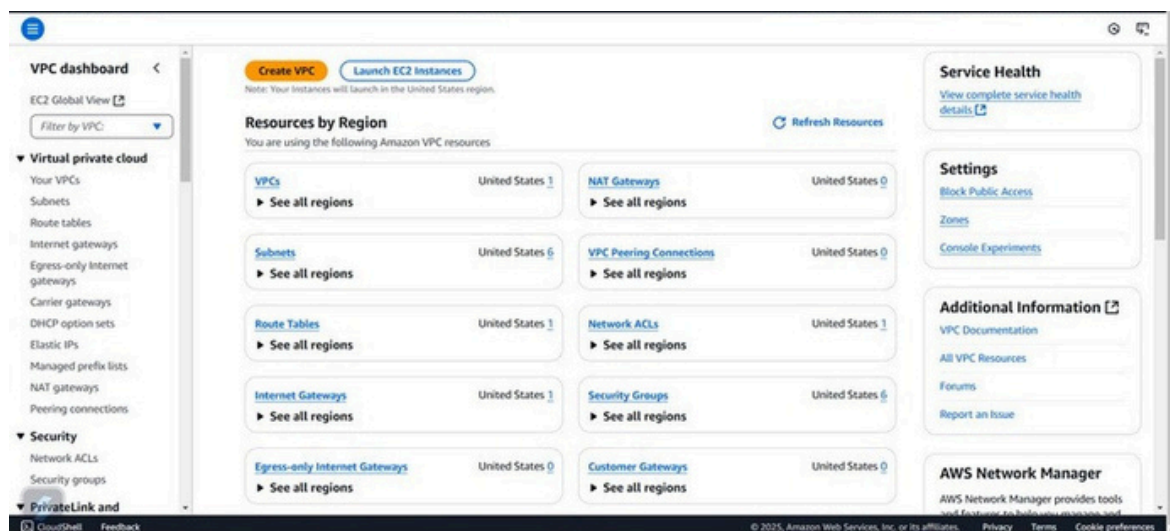 VPC dashboard
EC2 Global View
Filter by VPC:
Virtual private cloud
Your VPCs
Subnets
Route tables
Internet gateways
Egress-only Internet
gateways
Carrier gateways
DHCP option sets
Elastic IPs
Managed prefix lists
NAT gateways
Peering connections
Security
Network ACLs
Security groups
PrivateLink and
Create VPC
Launch EC2 Instances
Note: Your Instances will launch in the United States region.
Resources by Region
Refresh Resources
You are using the following Amazon VPC resources
VPCs United States 1
See all regions
NAT Gateways United States 0
See all regions
Subnets United States 6
See all regions
VPC Peering Connections United States 0
See all regions
Route Tables United States 1
See all regions
Network ACLs United States 1
See all regions
Internet Gateways United States 1
See all regions
Security Groups United States 6
See all regions
Egress-only Internet Gateways United States 0
See all regions
Customer Gateways United States 0
See all regions
Service Health
View complete service health
details
Settings
Block Public Access
Zones
Console Experiments
Additional Information
VPC Documentation
All VPC Resources
Forums
Report an Issue
AWS Network Manager
AWS Network Manager provides tools
and features to help you manage and
CloudShell Feedback
© 2025, Amazon Web Services, Inc. or its affiliates. Privacy Terms Cookie preferences